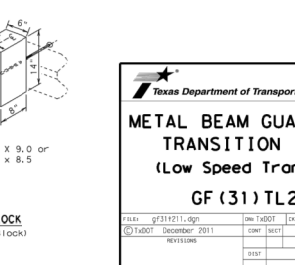 6"
14"
8"
X 9.0 or
x 8.5
OCK
lock)
Texas Department of Transpor
METAL BEAM GUA
TRANSITION
(Low Speed Tran
GF (31) TL2
FILE: gf31t211.dgn DN: TxDOT CK
© TxDOT December 2011 CONT SECT
REVISIONS
DIST